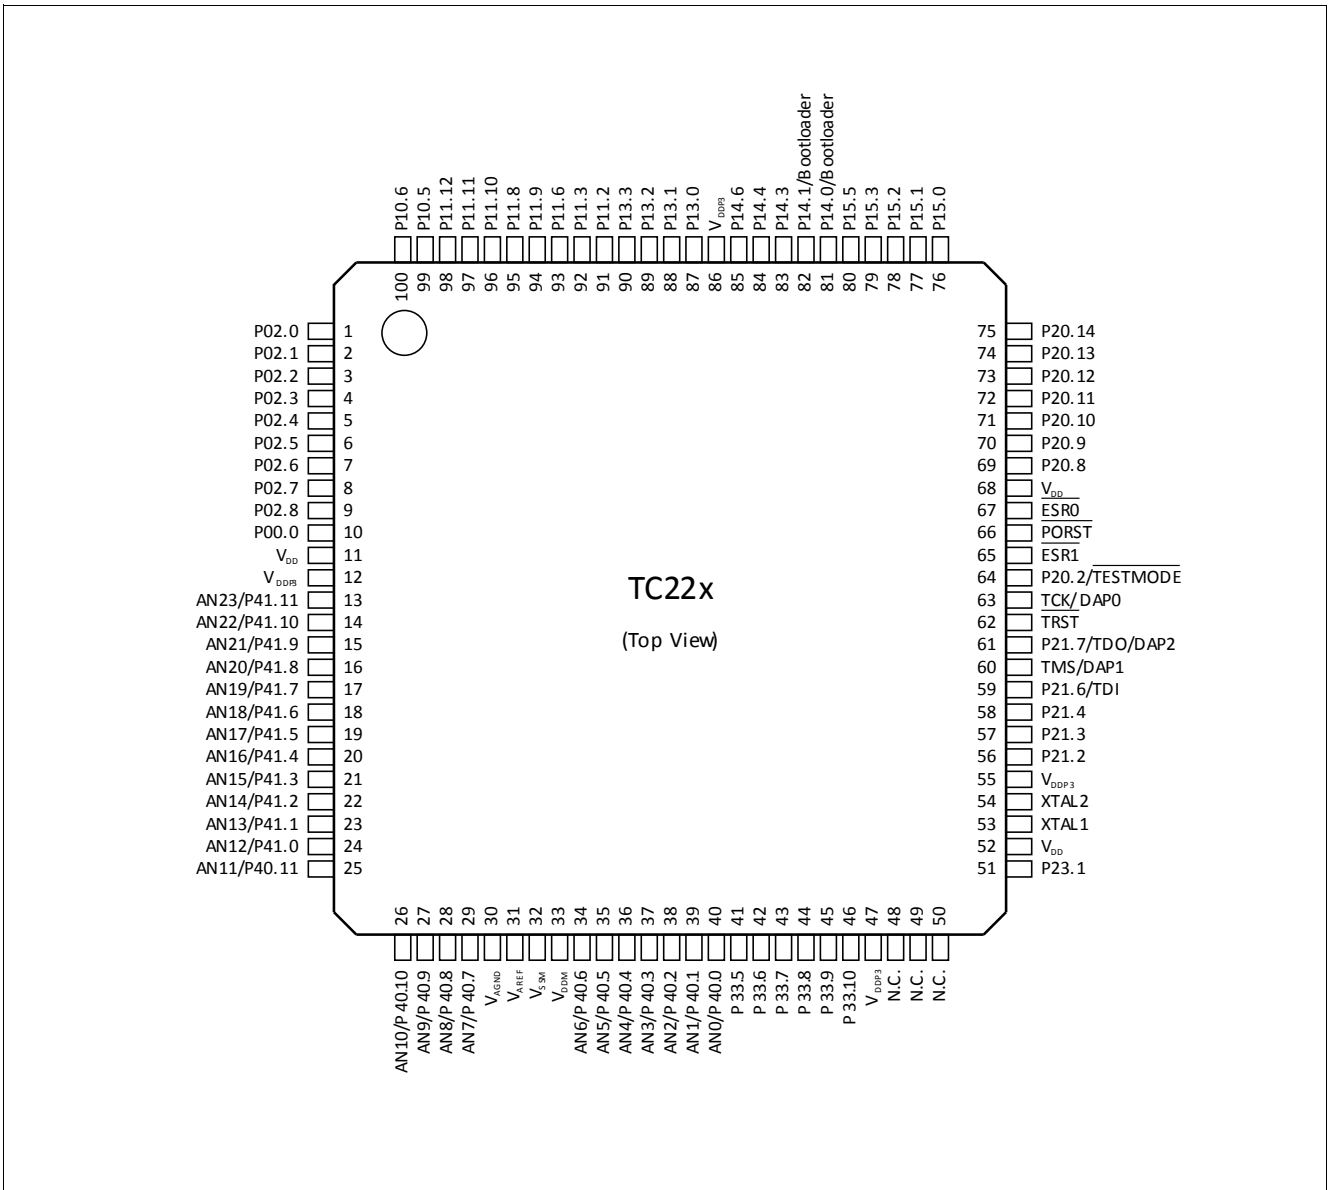 P10.6
P10.5
P11.12
P11.11
P11.10
P11.8
P11.9
P11.6
P11.3
P11.2
P13.3
P13.2
P13.1
P13.0
VDDP3
P14.6
P14.4
P14.3
P14.1/Bootloader
P14.0/Bootloader
P15.5
P15.3
P15.2
P15.1
P15.0
100
99
98
97
96
95
94
93
92
91
90
89
88
87
86
85
84
83
82
81
80
79
78
77
76
P02.0 1
P02.1 2
P02.2 3
P02.3 4
P02.4 5
P02.5 6
P02.6 7
P02.7 8
P02.8 9
P00.0 10
VDD 11
VDDP3 12
AN23/P41.11 13
AN22/P41.10 14
AN21/P41.9 15
AN20/P41.8 16
AN19/P41.7 17
AN18/P41.6 18
AN17/P41.5 19
AN16/P41.4 20
AN15/P41.3 21
AN14/P41.2 22
AN13/P41.1 23
AN12/P41.0 24
AN11/P40.11 25
TC22x
(Top View)
75 P20.14
74 P20.13
73 P20.12
72 P20.11
71 P20.10
70 P20.9
69 P20.8
68 VDD
67 ESR0
66 PORST
65 ESR1
64 P20.2/TESTMODE
63 TCK/DAP0
62 TRST
61 P21.7/TDO/DAP2
60 TMS/DAP1
59 P21.6/TDI
58 P21.4
57 P21.3
56 P21.2
55 VDDP3
54 XTAL2
53 XTAL1
52 VDD
51 P23.1
26
27
28
29
30
31
32
33
34
35
36
37
38
39
40
41
42
43
44
45
46
47
48
49
50
AN10/P40.10
AN9/P40.9
AN8/P40.8
AN7/P40.7
VAGND
VAREF
VSSM
VDDM
AN6/P40.6
AN5/P40.5
AN4/P40.4
AN3/P40.3
AN2/P40.2
AN1/P40.1
AN0/P40.0
P33.5
P33.6
P33.7
P33.8
P33.9
P33.10
VDDP3
N.C.
N.C.
N.C.